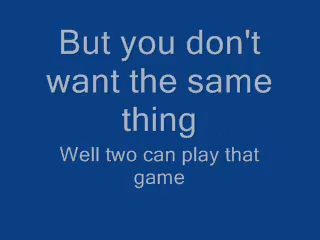 But you don't
want the same
thing
Well two can play that
game